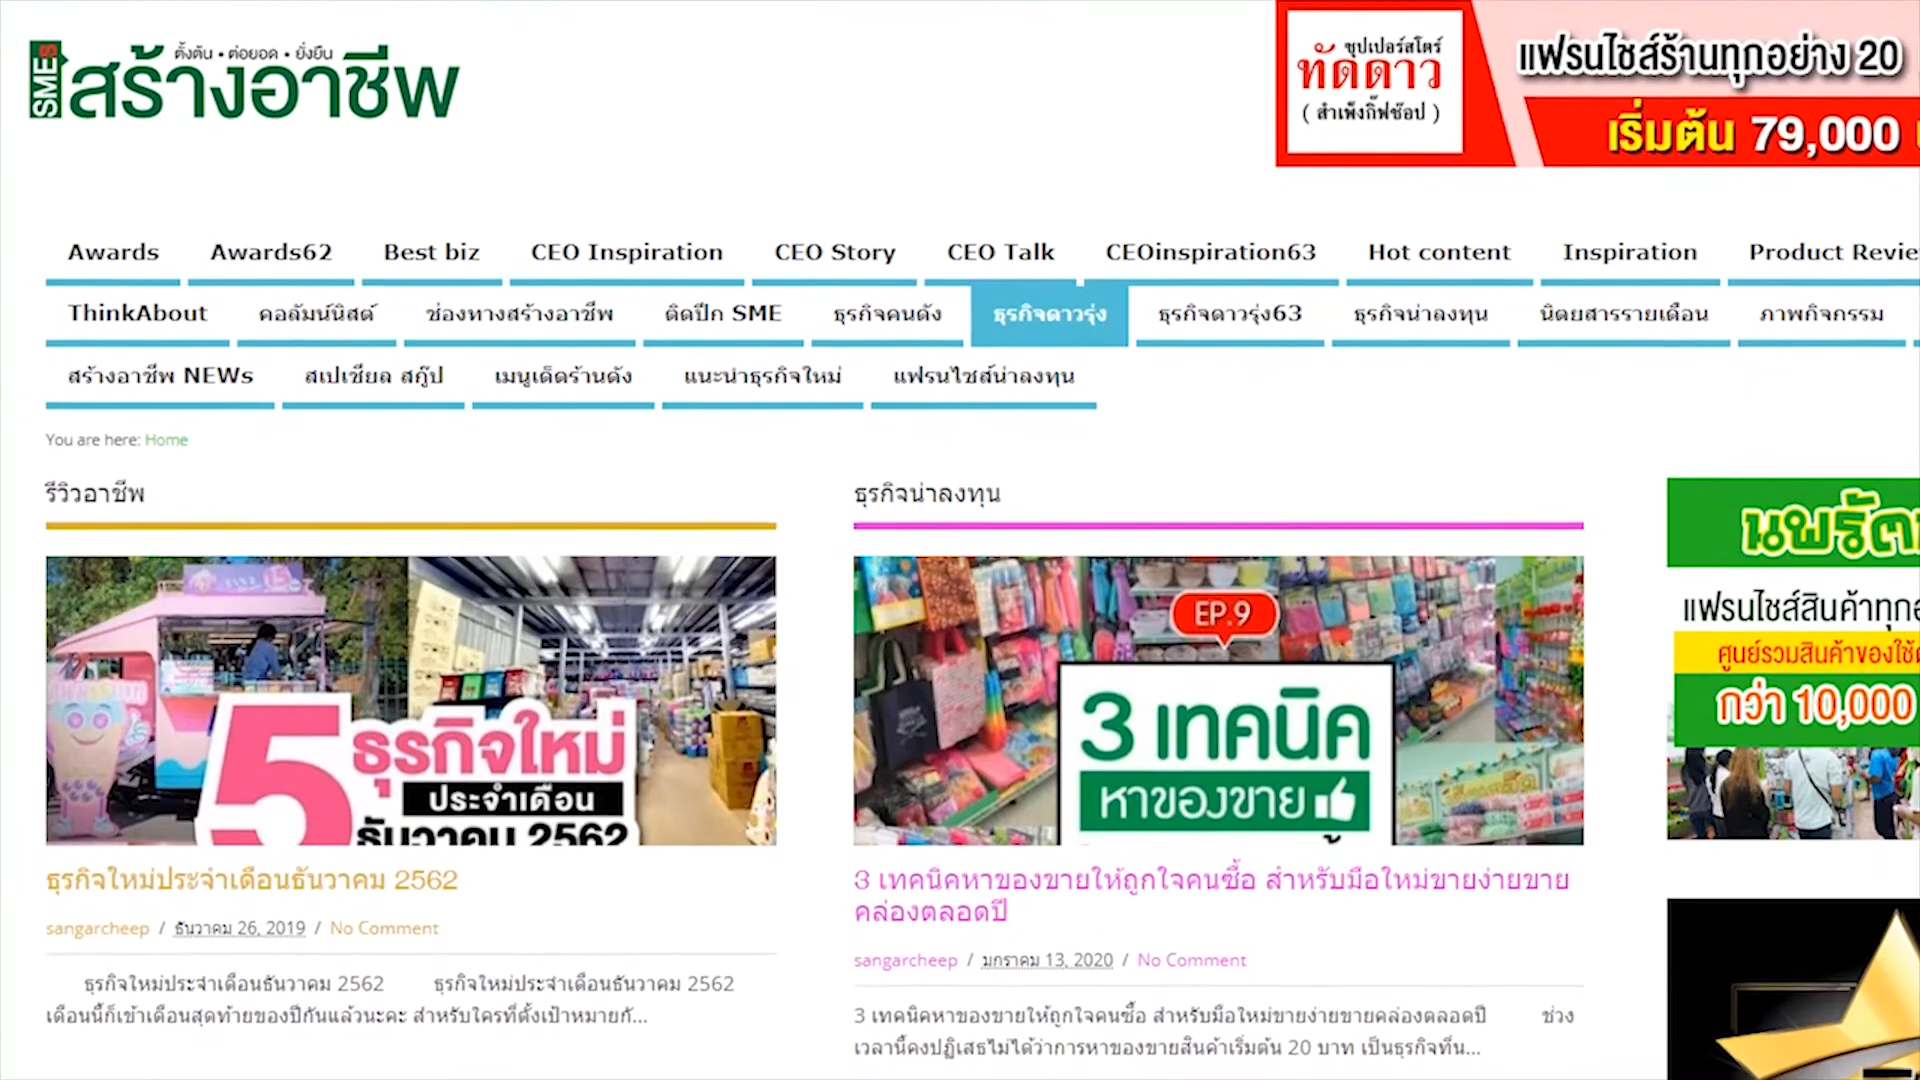 SMEs
ตั้งต้น • ต่อยอด • ยั่งยืน
สร้างอาชีพ
ซุปเปอร์สโตร์
ทัดดาว
( สำเพ็งกิ๊ฟช๊อป )
แฟรนไชส์ร้านทุกอย่าง 20
เริ่มต้น 79,000
Awards Awards62 Best biz CEO Inspiration CEO Story CEO Talk CEOinspiration63 Hot content Inspiration Product Revie
ThinkAbout คอลัมน์นิสต์ ช่องทางสร้างอาชีพ ติดปีก SME ธุรกิจคนดัง ธุรกิจดาวรุ่ง ธุรกิจดาวรุ่ง63 ธุรกิจน่าลงทุน นิตยสารรายเดือน ภาพกิจกรรม
สร้างอาชีพ NEWs สเปเชียล สกู๊ป เมนูเด็ดร้านดัง แนะนำธุรกิจใหม่ แฟรนไชส์น่าลงทุน
You are here: Home
รีวิวอาชีพ
5 ธุรกิจใหม่
ประจำเดือน
ธันวาคม 2562
ธุรกิจใหม่ประจำเดือนธันวาคม 2562
sangarcheep / ธันวาคม 26, 2019 / No Comment
ธุรกิจใหม่ประจำเดือนธันวาคม 2562 ธุรกิจใหม่ประจำเดือนธันวาคม 2562
เดือนนี้ก็เข้าเดือนสุดท้ายของปีกันแล้วนะคะ สำหรับใครที่ตั้งเป้าหมายกั...
ธุรกิจน่าลงทุน
EP.9
3 เทคนิค
หาของขาย
3 เทคนิคหาของขายให้ถูกใจคนซื้อ สำหรับมือใหม่ขายง่ายขาย
คล่องตลอดปี
sangarcheep / มกราคม 13, 2020 / No Comment
3 เทคนิคหาของขายให้ถูกใจคนซื้อ สำหรับมือใหม่ขายง่ายขายคล่องตลอดปี ช่วง
เวลานี้คงปฏิเสธไม่ได้ว่าการหาของขายสินค้าเริ่มต้น 20 บาท เป็นธุรกิจที่น...
นพรัต
แฟรนไชส์สินค้าทุกอ
ศูนย์รวมสินค้าของใช้
กว่า 10,000